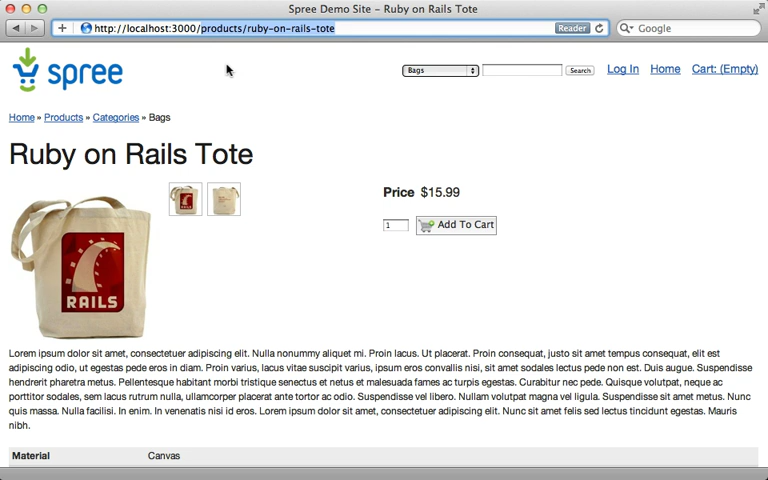 Spree Demo Site - Ruby on Rails Tote
http://localhost:3000/products/ruby-on-rails-tote
Reader
Google
spree
Bags
Search
Log In Home Cart: (Empty)
Home » Products » Categories » Bags
Ruby on Rails Tote
Price $15.99
1
Add To Cart
RAILS
Lorem ipsum dolor sit amet, consectetuer adipiscing elit. Nulla nonummy aliquet mi. Proin lacus. Ut placerat. Proin consequat, justo sit amet tempus consequat, elit est
adipiscing odio, ut egestas pede eros in diam. Proin varius, lacus vitae suscipit varius, ipsum eros convallis nisi, sit amet sodales lectus pede non est. Duis augue. Suspendisse
hendrerit pharetra metus. Pellentesque habitant morbi tristique senectus et netus et malesuada fames ac turpis egestas. Curabitur nec pede. Quisque volutpat, neque ac
porttitor sodales, sem lacus rutrum nulla, ullamcorper placerat ante tortor ac odio. Suspendisse vel libero. Nullam volutpat magna vel ligula. Suspendisse sit amet metus. Nunc
quis massa. Nulla facilisi. In enim. In venenatis nisi id eros. Lorem ipsum dolor sit amet, consectetuer adipiscing elit. Nunc sit amet felis sed lectus tincidunt egestas. Mauris
nibh.
Material Canvas